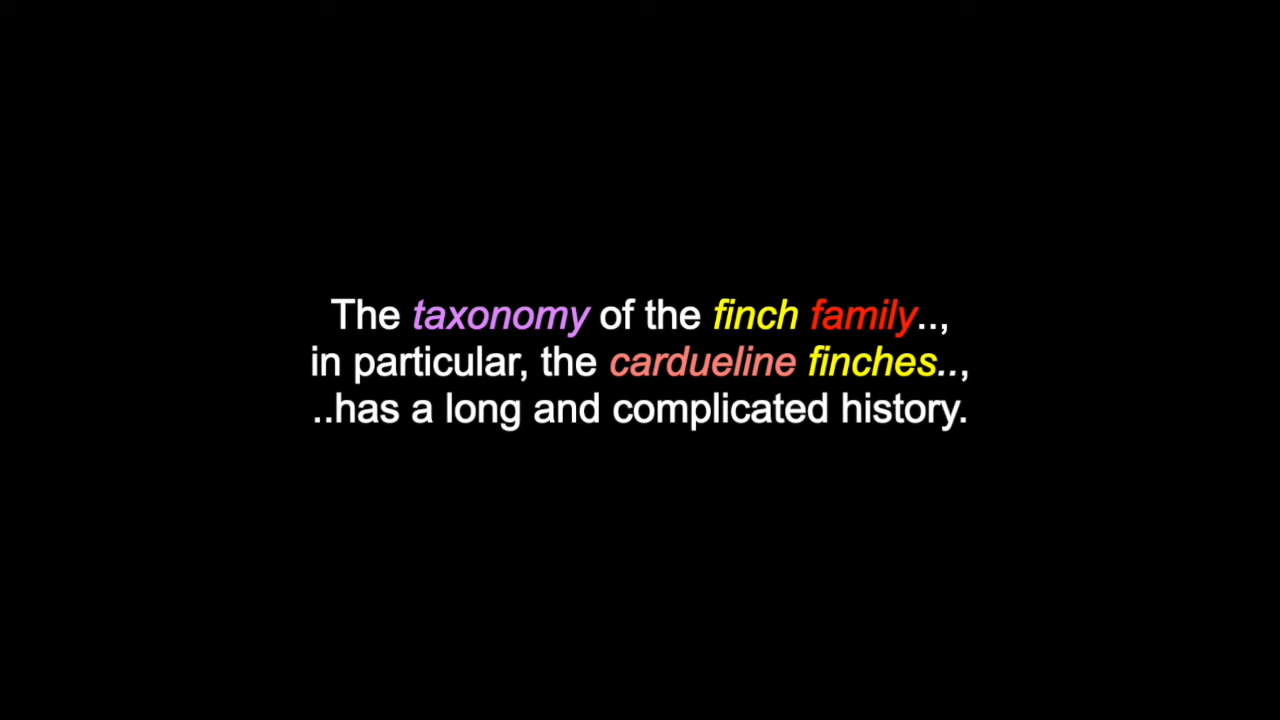 The taxonomy of the finch family..,
in particular, the cardueline finches..,
..has a long and complicated history.